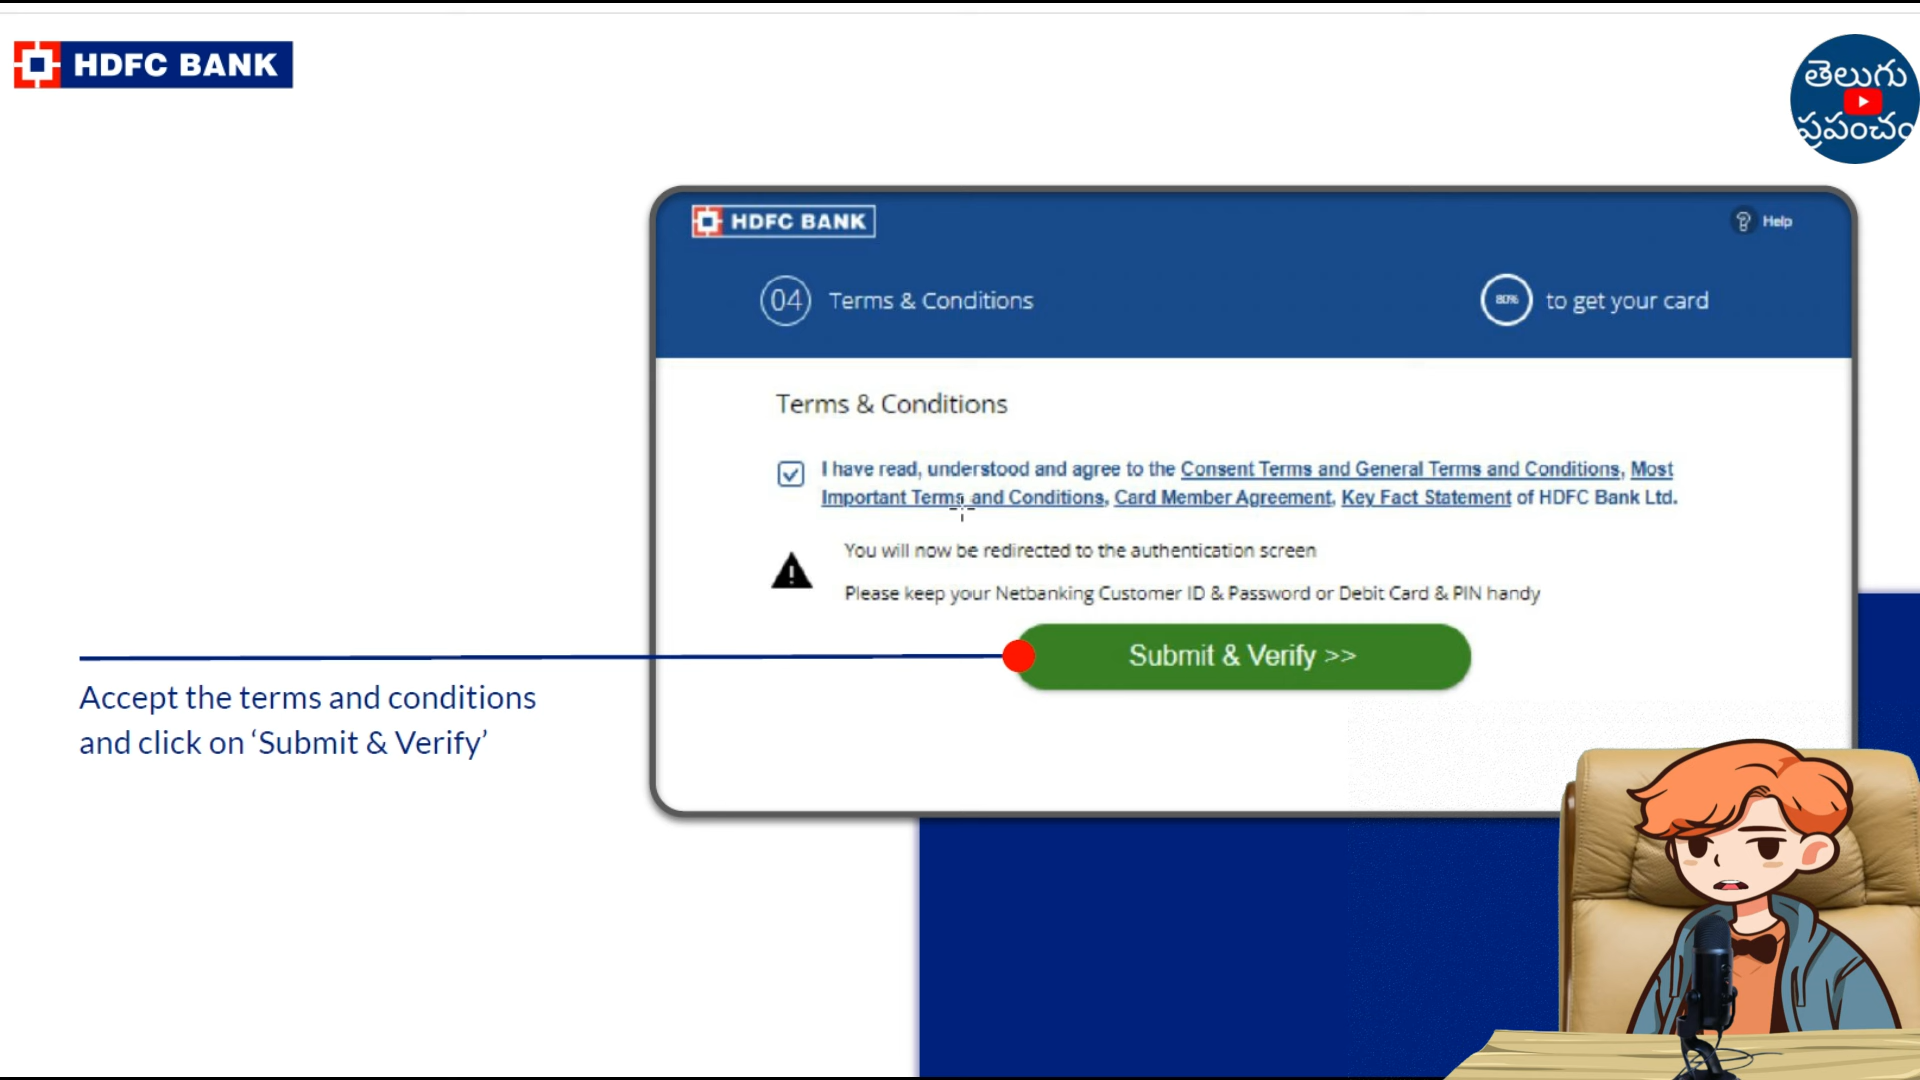 HDFC BANK
తెలుగు
ప్రపంచం
HDFC BANK
Help
04 Terms & Conditions
80% to get your card
Terms & Conditions
I have read, understood and agree to the Consent Terms and General Terms and Conditions, Most
Important Terms and Conditions, Card Member Agreement, Key Fact Statement of HDFC Bank Ltd.
You will now be redirected to the authentication screen
Please keep your Netbanking Customer ID & Password or Debit Card & PIN handy
Submit & Verify >>
Accept the terms and conditions
and click on ‘Submit & Verify’